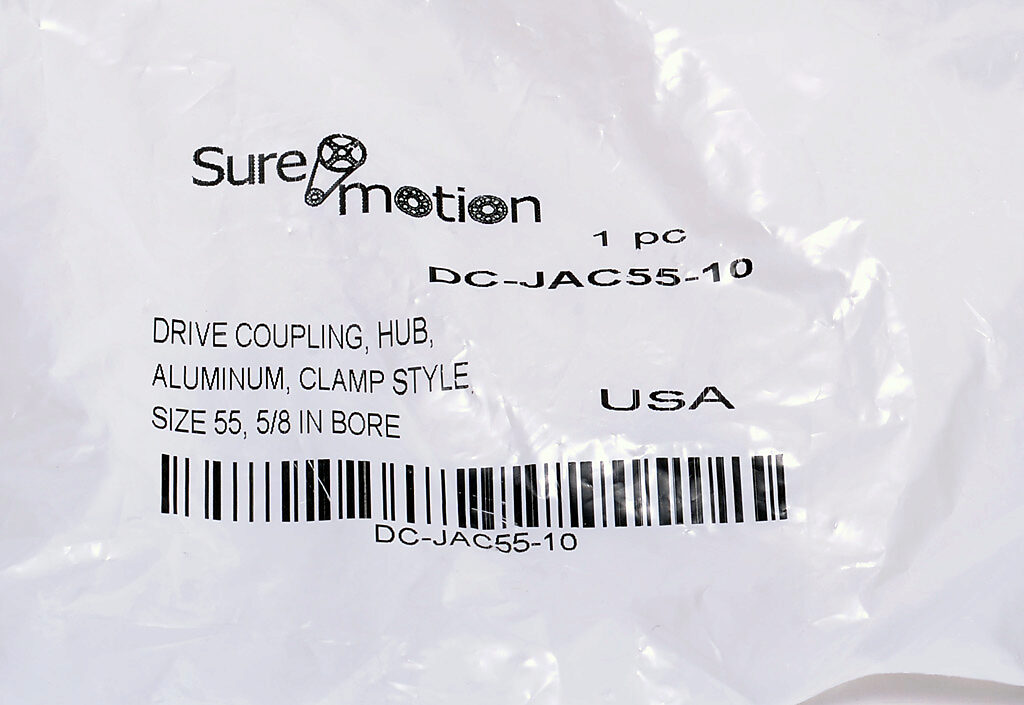 Sure motion
1 pc
DC-JAC55-10
DRIVE COUPLING, HUB,
ALUMINUM, CLAMP STYLE,
SIZE 55, 5/8 IN BORE
USA
DC-JAC55-10